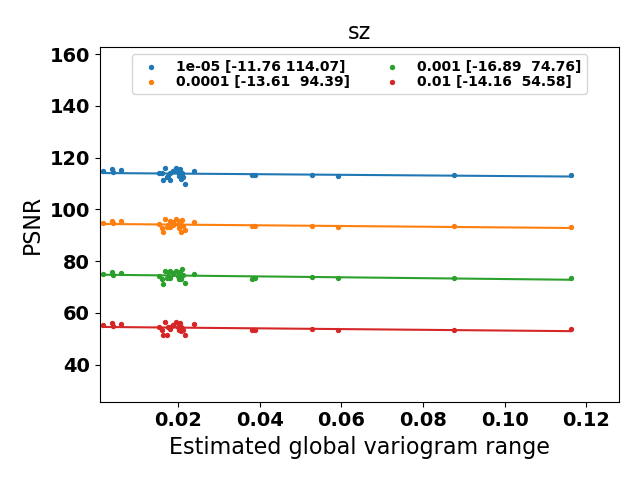 sz
1e-05 [-11.76 114.07]
0.0001 [-13.61  94.39]
0.001 [-16.89  74.76]
0.01 [-14.16  54.58]
PSNR
160
140
120
100
80
60
40
0.02 0.04 0.06 0.08 0.10 0.12
Estimated global variogram range